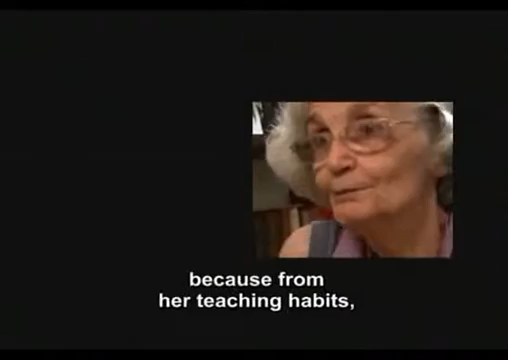 because from
her teaching habits,